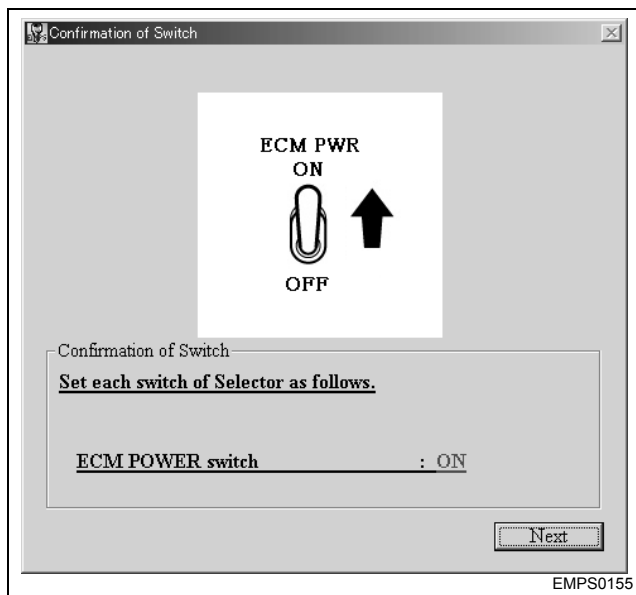 Confirmation of Switch
ECM PWR
ON
OFF
Confirmation of Switch
Set each switch of Selector as follows.
ECM POWER switch : ON
Next
EMPS0155